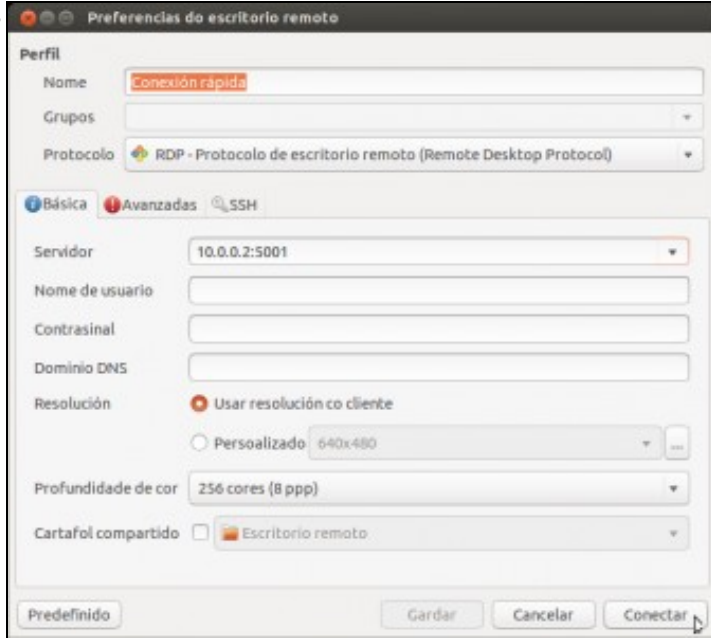 Preferencias do escritorio remoto
Perfil
Nome Conexión rápida
Grupos
Protocolo RDP - Protocolo de escritorio remoto (Remote Desktop Protocol)
Básica Avanzadas SSH
Servidor 10.0.0.2:5001
Nome de usuario
Contrasinal
Dominio DNS
Resolución Usar resolución co cliente
Persoalizado 640x480 ...
Profundidade de cor 256 cores (8 ppp)
Cartafol compartido Escritorio remoto
Predefinido Gardar Cancelar Conectar